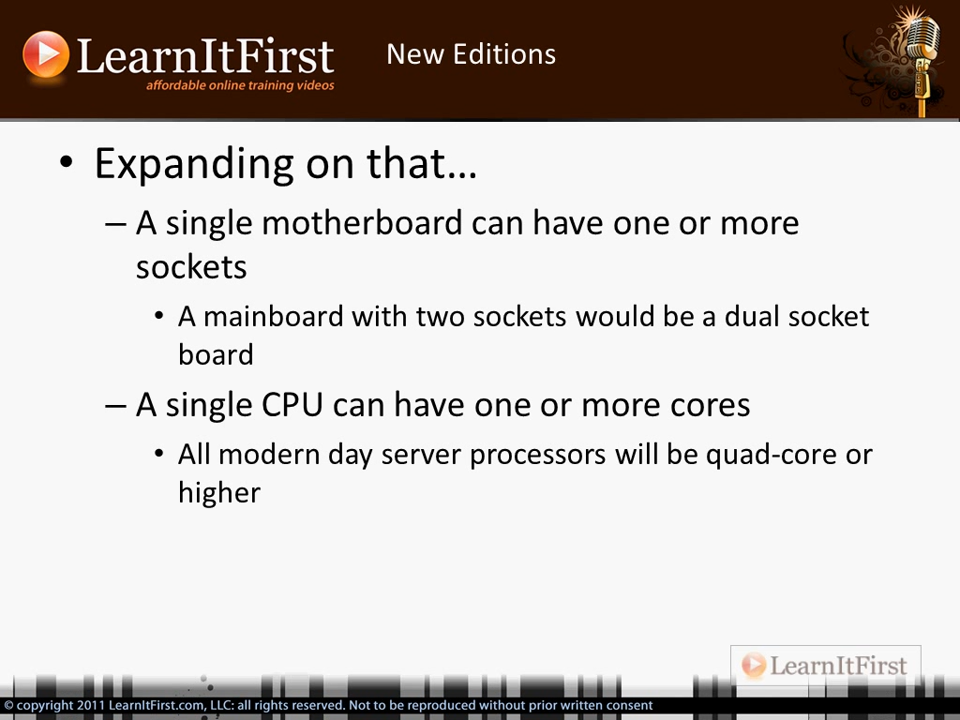 LearnItFirst
affordable online training videos
New Editions
• Expanding on that...
– A single motherboard can have one or more
sockets
• A mainboard with two sockets would be a dual socket
board
– A single CPU can have one or more cores
• All modern day server processors will be quad-core or
higher
LearnItFirst
© copyright 2011 LearnItFirst.com, LLC: all rights reserved. Not to be reproduced without prior written consent